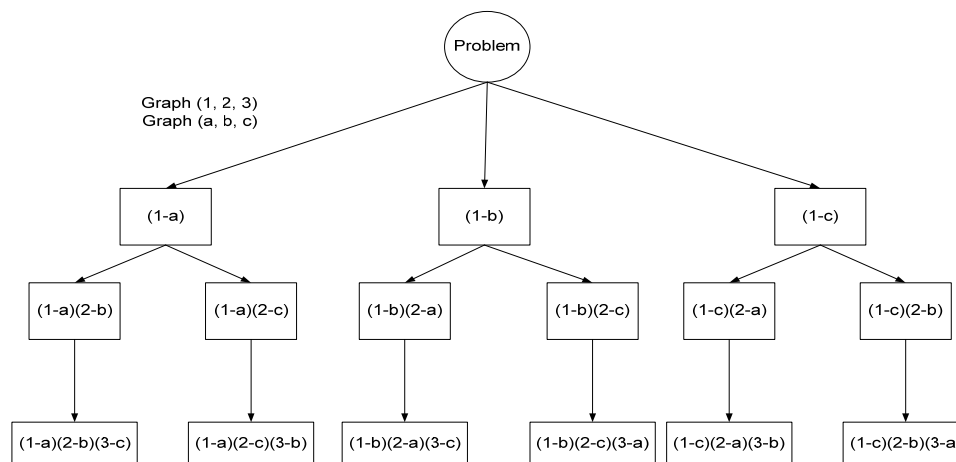 Problem
Graph (1, 2, 3)
Graph (a, b, c)
(1-a)
(1-b)
(1-c)
(1-a)(2-b)
(1-a)(2-c)
(1-b)(2-a)
(1-b)(2-c)
(1-c)(2-a)
(1-c)(2-b)
(1-a)(2-b)(3-c)
(1-a)(2-c)(3-b)
(1-b)(2-a)(3-c)
(1-b)(2-c)(3-a)
(1-c)(2-a)(3-b)
(1-c)(2-b)(3-a